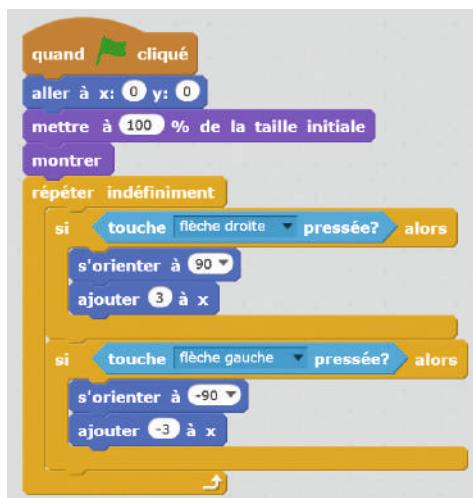 quand cliqué
aller à x: 0 y: 0
mettre à 100 % de la taille initiale
montrer
répéter indéfiniment
si touche flèche droite pressée? alors
s'orienter à 90
ajouter 3 à x
si touche flèche gauche pressée? alors
s'orienter à -90
ajouter -3 à x